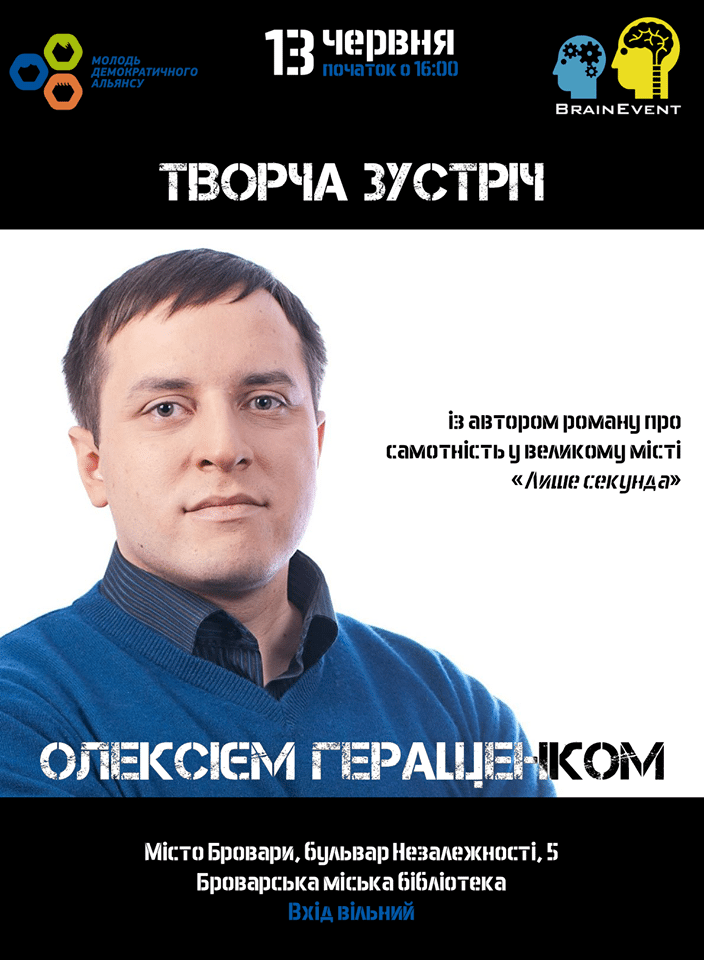 МОЛОДЬ
ДЕМОКРАТИЧНОГО
АЛЬЯНСУ
13 червня
початок о 16:00
BRAINEVENT
ТВОРЧА ЗУСТРІЧ
із автором роману про
самотність у великому місті
«Лише секунда»
ОЛЕКСІЄМ ГЕРАЩЕНКОМ
Місто Бровари, бульвар Незалежності, 5
Броварська міська бібліотека
Вхід вільний